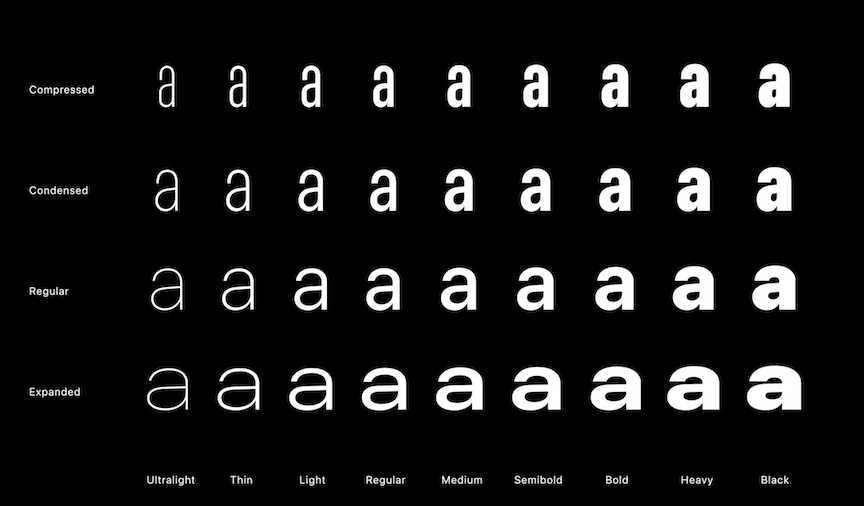 Compressed a a a a a a a a a
Condensed a a a a a a a a a
Regular a a a a a a a a a
Expanded a a a a a a a a a
Ultralight Thin Light Regular Medium Semibold Bold Heavy Black